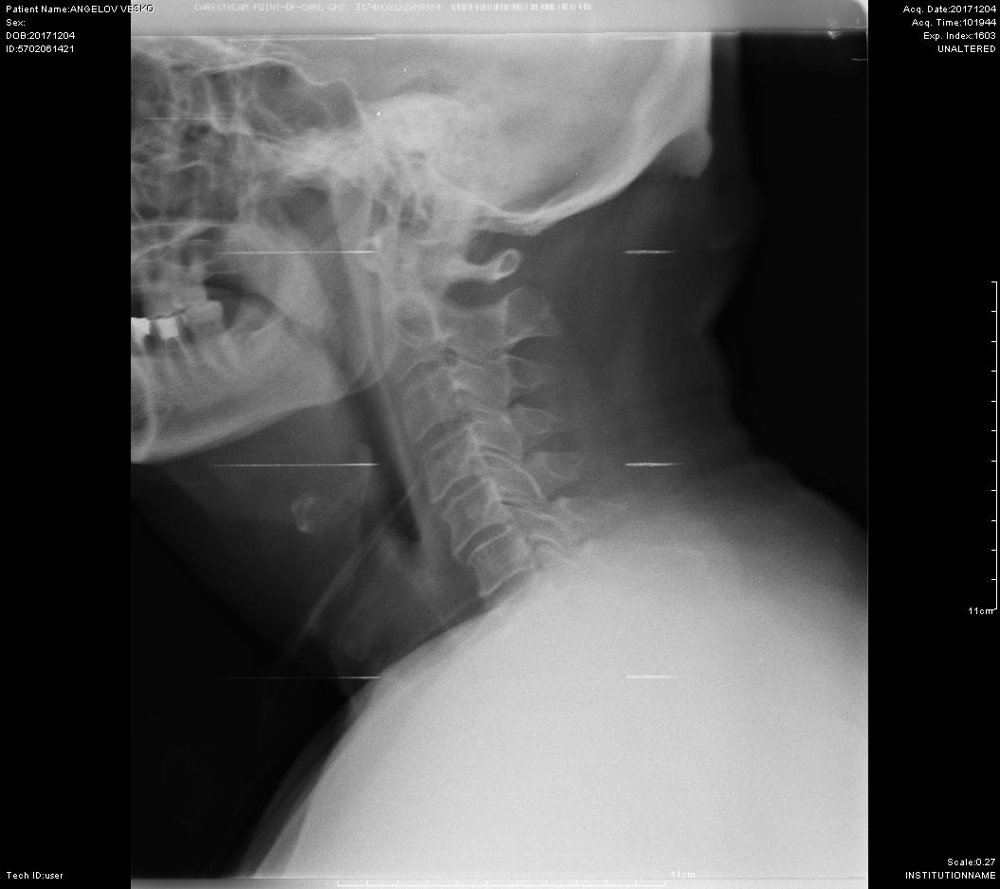 Patient Name:ANGELOV VESKO
Sex:
DOB:20171204
ID:5702061421
CARESTREAM POINT-OF-CARE
Acq. Date:20171204
Acq. Time:101944
Exp. Index:1603
UNALTERED
11cm
11cm
Tech ID:user
Scale:0.27
INSTITUTIONNAME